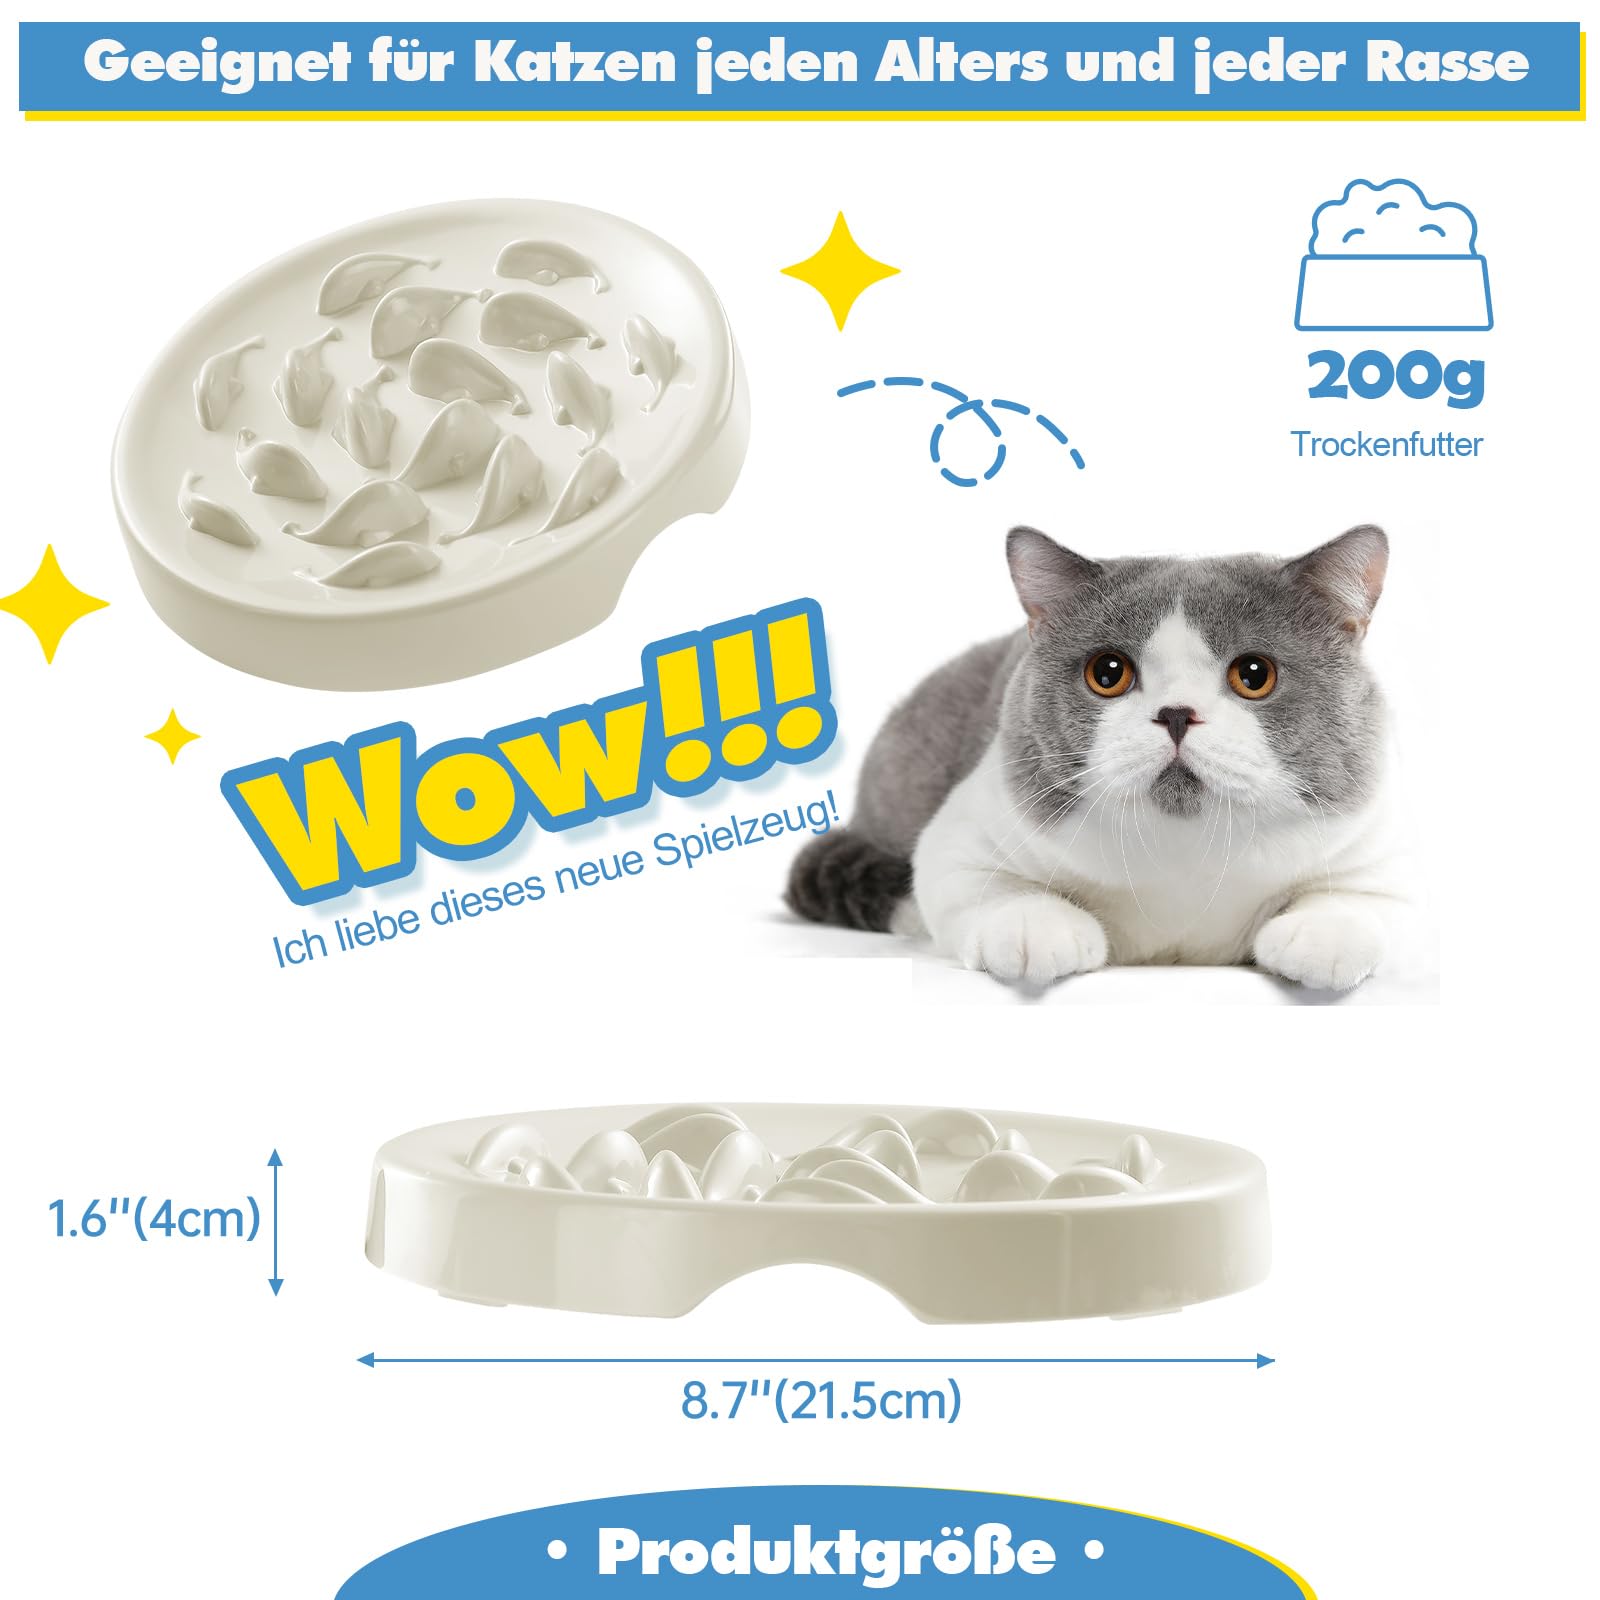 Geeignet für Katzen jeden Alters und jeder Rasse
200g
Trockenfutter
Wow!!!
Ich liebe dieses neue Spielzeug!
1.6"(4cm)
8.7"(21.5cm)
• Produktgröße •